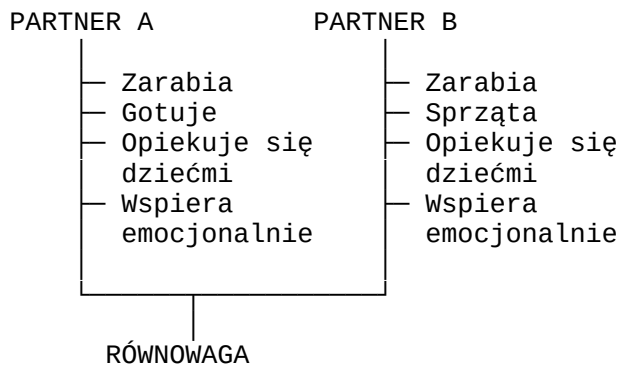 PARTNER A PARTNER B
Zarabia Zarabia
Gotuje Sprząta
Opiekuje się Opiekuje się
dziećmi dziećmi
Wspiera Wspiera
emocjonalnie emocjonalnie
RÓWNOWAGA